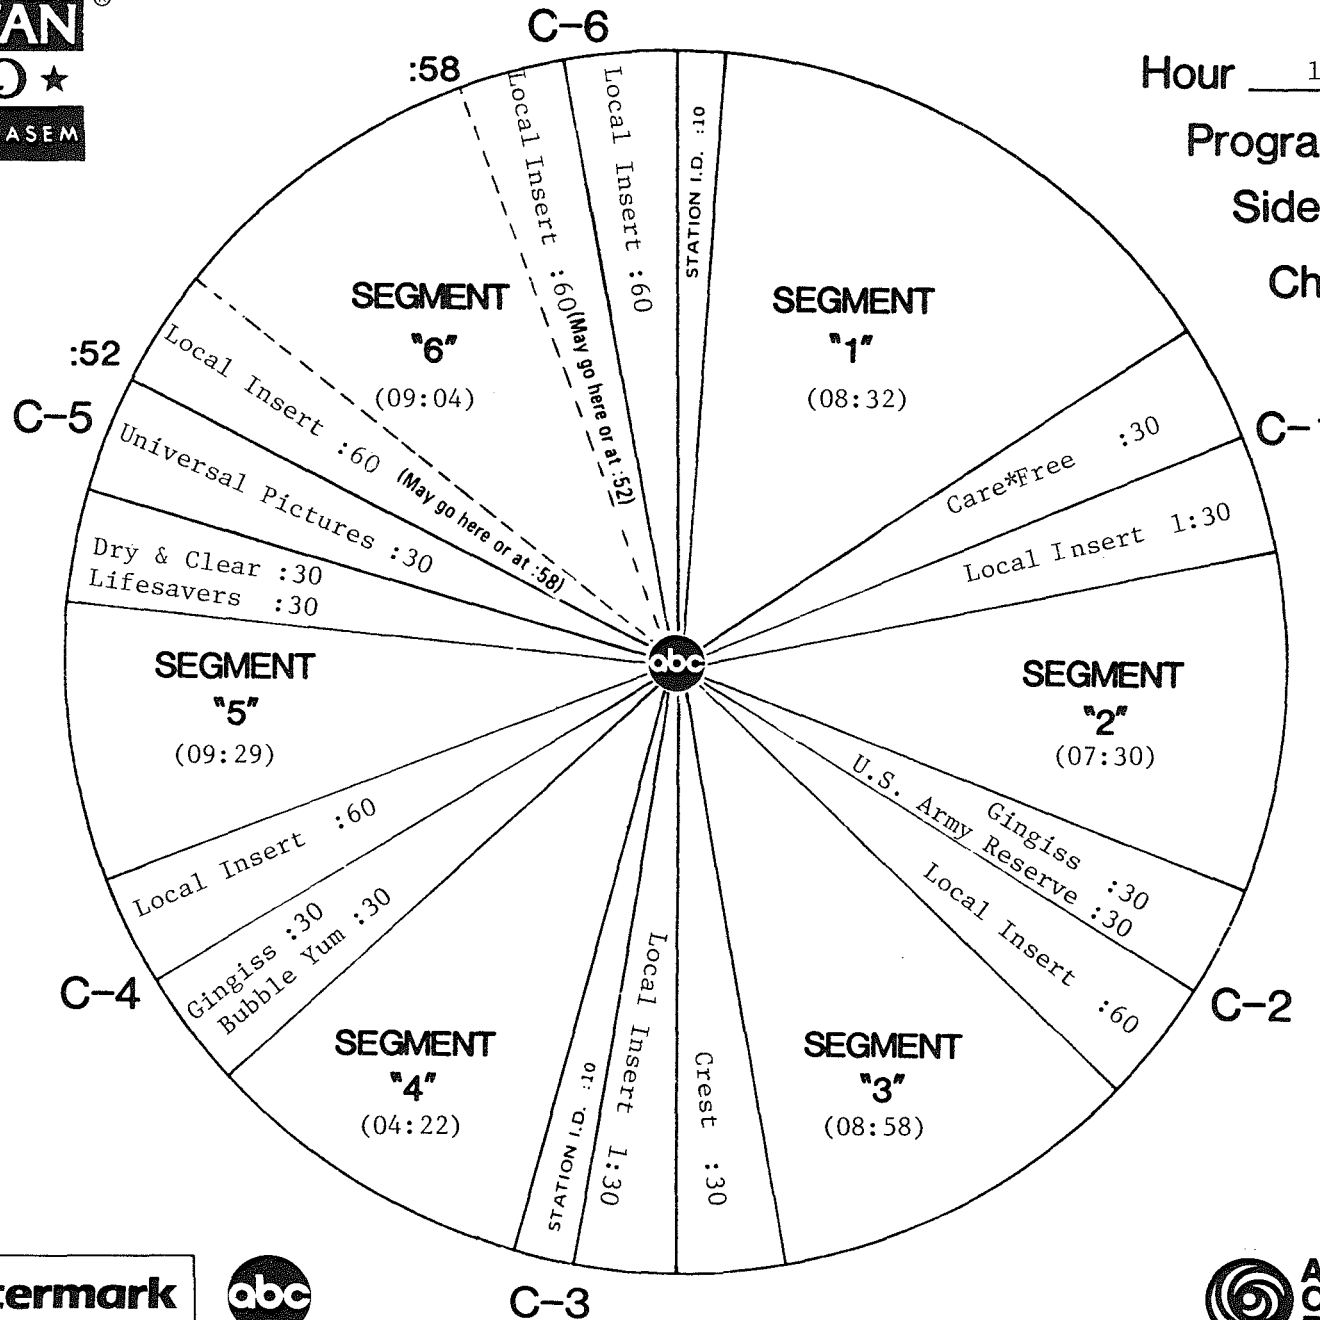 AN
®
ASEM
Hour 1
Progra
Side
Ch
C-6
:58
Local Insert :60 (May go here or at :52)
Local Insert :60
STATION I.D. :10
SEGMENT
"1"
(08:32)
Care*Free :30
C-1
Local Insert 1:30
SEGMENT
"2"
(07:30)
Gingiss :30
U.S. Army Reserve :30
C-2
Local Insert :60
SEGMENT
"3"
(08:58)
Crest :30
C-3
Local Insert 1:30
STATION I.D. :10
SEGMENT
"4"
(04:22)
Gingiss :30
Bubble Yum :30
C-4
Local Insert :60
SEGMENT
"5"
(09:29)
Lifesavers :30
Dry & Clear :30
Universal Pictures :30
C-5
:52
Local Insert :60 (May go here or at :58)
SEGMENT
"6"
(09:04)
abc
termark
abc